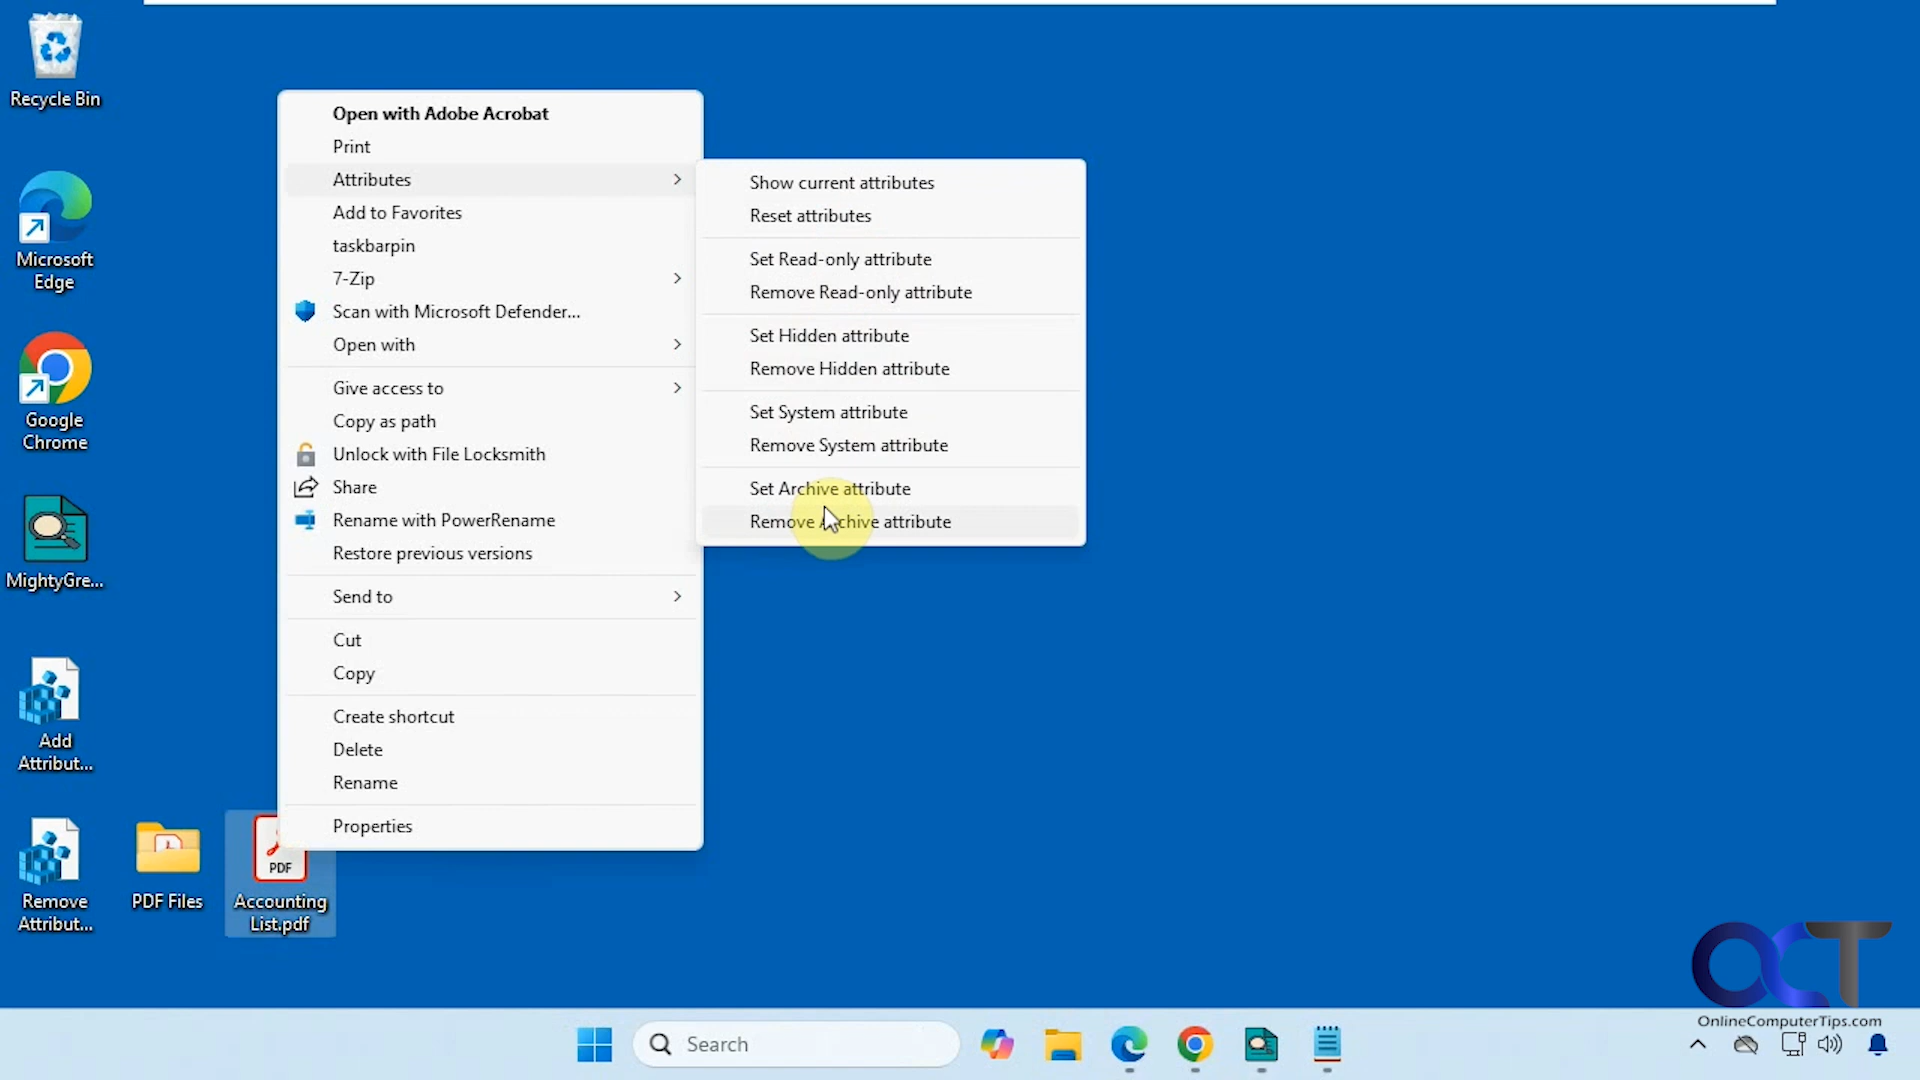 Recycle Bin
Microsoft
Edge
Google
Chrome
MightyGre...
Add
Attribut...
Remove
Attribut...
PDF Files
PDF
Accounting
List.pdf
Open with Adobe Acrobat
Print
Attributes
Add to Favorites
taskbarpin
7-Zip
Scan with Microsoft Defender...
Open with
Give access to
Copy as path
Unlock with File Locksmith
Share
Rename with PowerRename
Restore previous versions
Send to
Cut
Copy
Create shortcut
Delete
Rename
Properties
Show current attributes
Reset attributes
Set Read-only attribute
Remove Read-only attribute
Set Hidden attribute
Remove Hidden attribute
Set System attribute
Remove System attribute
Set Archive attribute
Remove Archive attribute
Search
OCT
OnlineComputerTips.com